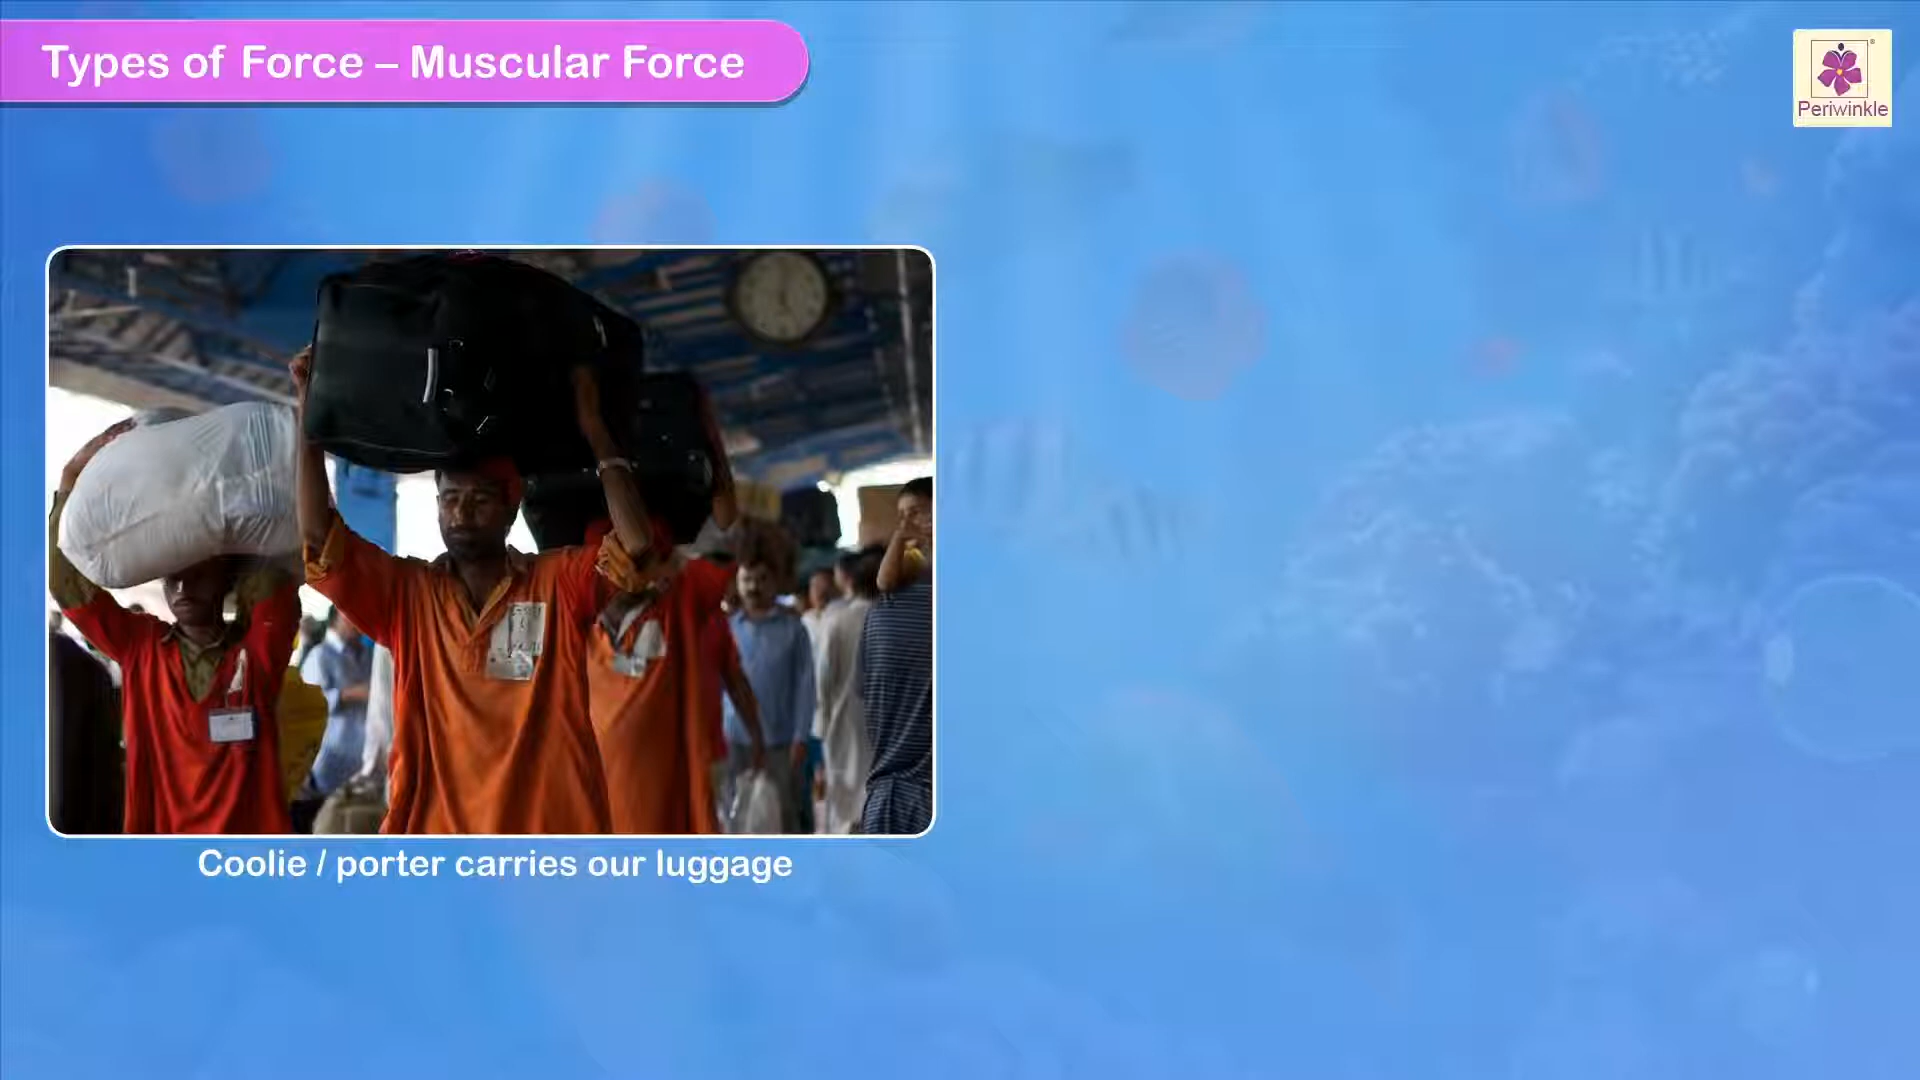 Types of Force – Muscular Force
Periwinkle
Coolie / porter carries our luggage